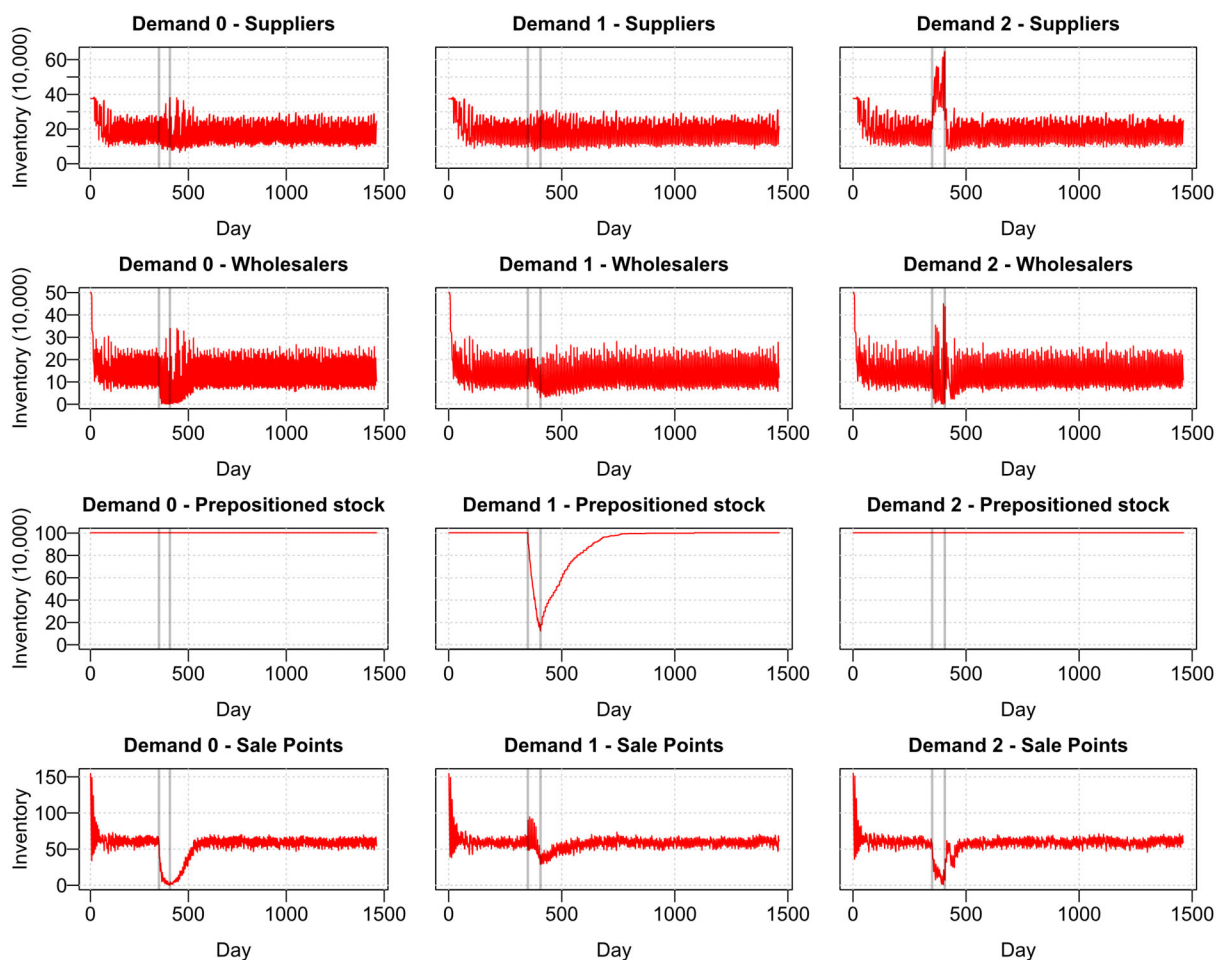 Demand 0 - Suppliers
Demand 1 - Suppliers
Demand 2 - Suppliers
Inventory (10,000)
60
40
20
0
0 500 1000 1500
0 500 1000 1500
0 500 1000 1500
Day
Day
Day
Demand 0 - Wholesalers
Demand 1 - Wholesalers
Demand 2 - Wholesalers
Inventory (10,000)
50
40
30
20
10
0
0 500 1000 1500
0 500 1000 1500
0 500 1000 1500
Day
Day
Day
Demand 0 - Prepositioned stock
Demand 1 - Prepositioned stock
Demand 2 - Prepositioned stock
Inventory (10,000)
100
80
60
40
20
0
0 500 1000 1500
0 500 1000 1500
0 500 1000 1500
Day
Day
Day
Demand 0 - Sale Points
Demand 1 - Sale Points
Demand 2 - Sale Points
Inventory
150
100
50
0
0 500 1000 1500
0 500 1000 1500
0 500 1000 1500
Day
Day
Day